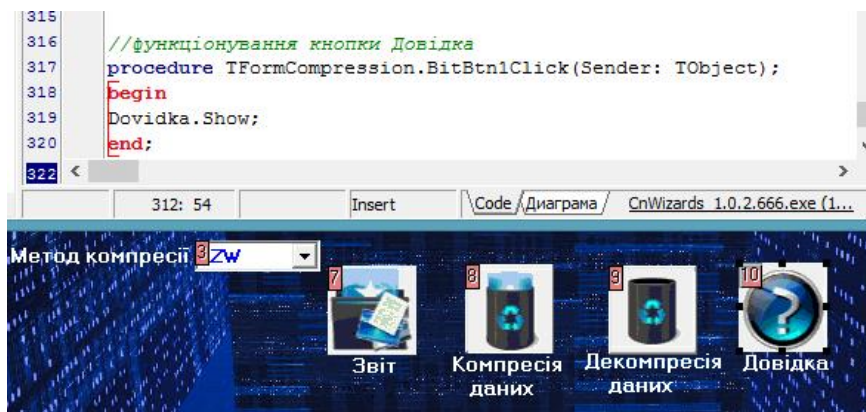 315
316 //функціонування кнопки Довідка
317 procedure TFormCompression.BitBtn1Click(Sender: TObject);
318 begin
319 Dovidka.Show;
320 end;
322
312: 54 Insert \Code /Диаграма/ CnWizards_1.0.2.666.exe (1...
Метод компресії 3 ZW
7 8 9 10
Звіт Компресія даних Декомпресія даних Довідка